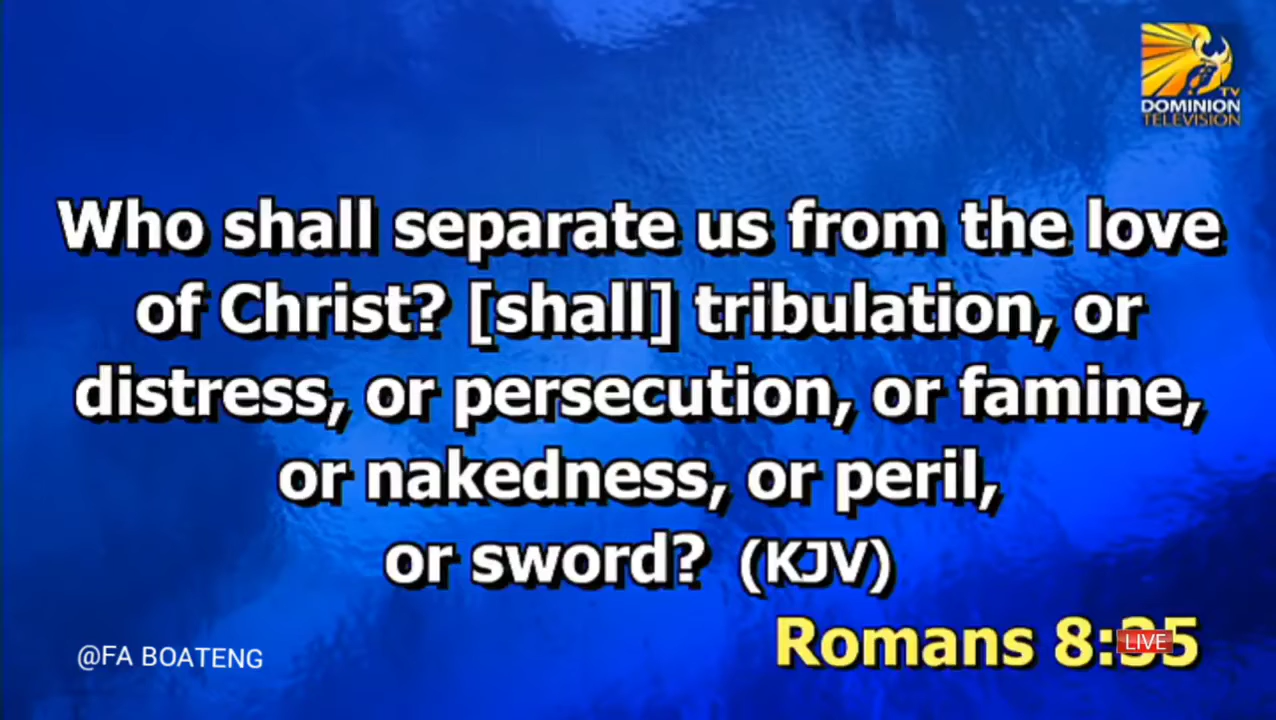 TV
DOMINION
TELEVISION
Who shall separate us from the love
of Christ? [shall] tribulation, or
distress, or persecution, or famine,
or nakedness, or peril,
or sword? (KJV)
Romans 8:35
LIVE
@FA BOATENG